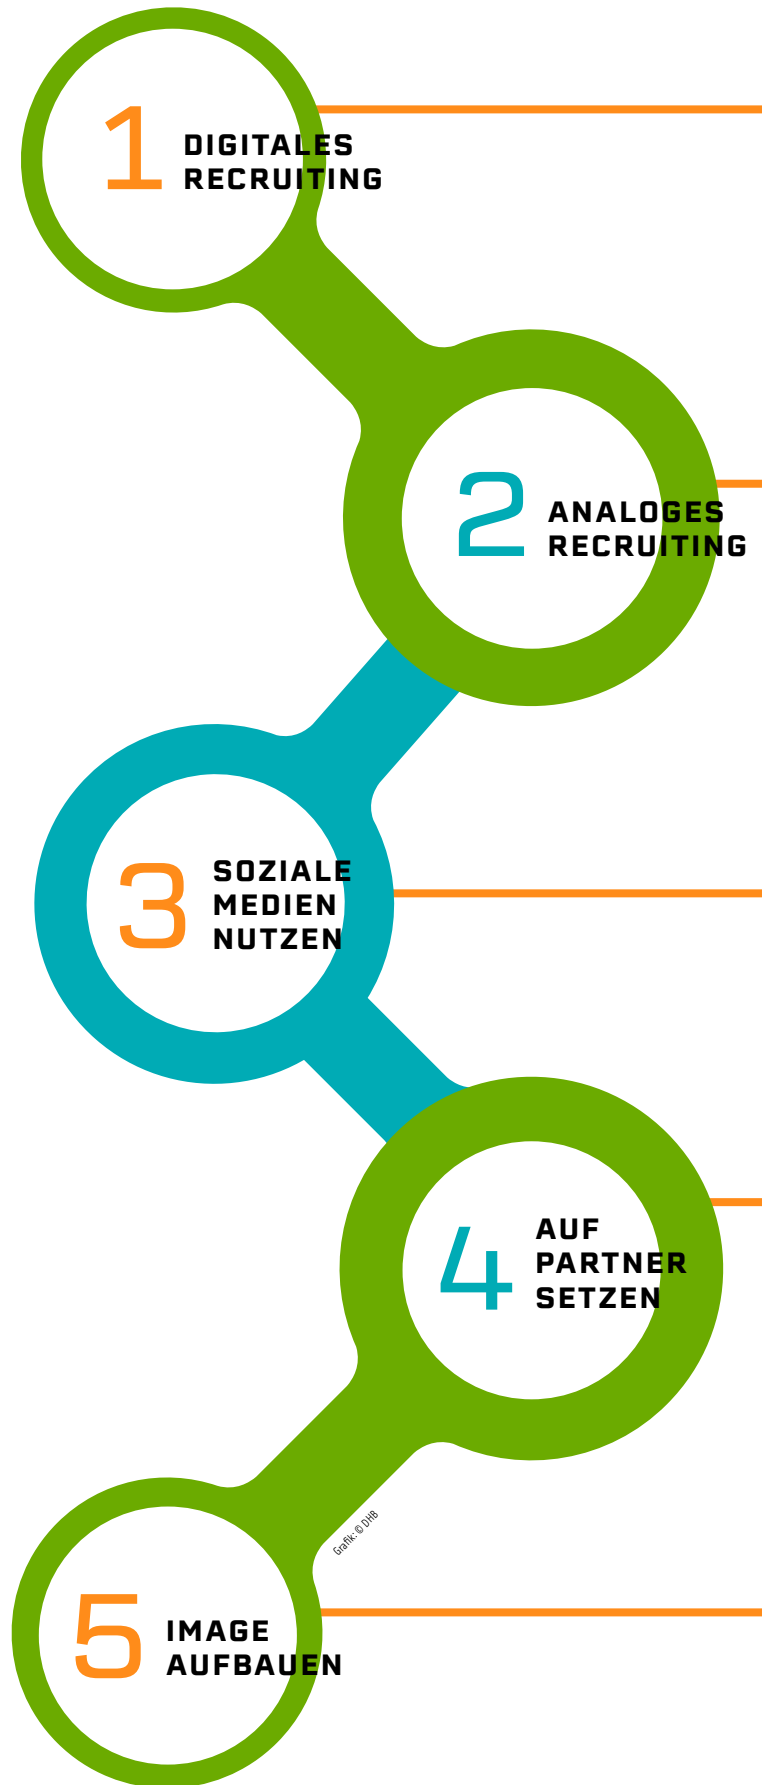 1
DIGITALES
RECRUITING
2
ANALOGES
RECRUITING
3
SOZIALE
MEDIEN
NUTZEN
4
AUF
PARTNER
SETZEN
Grafik: © DHB
5
IMAGE
AUFBAUEN